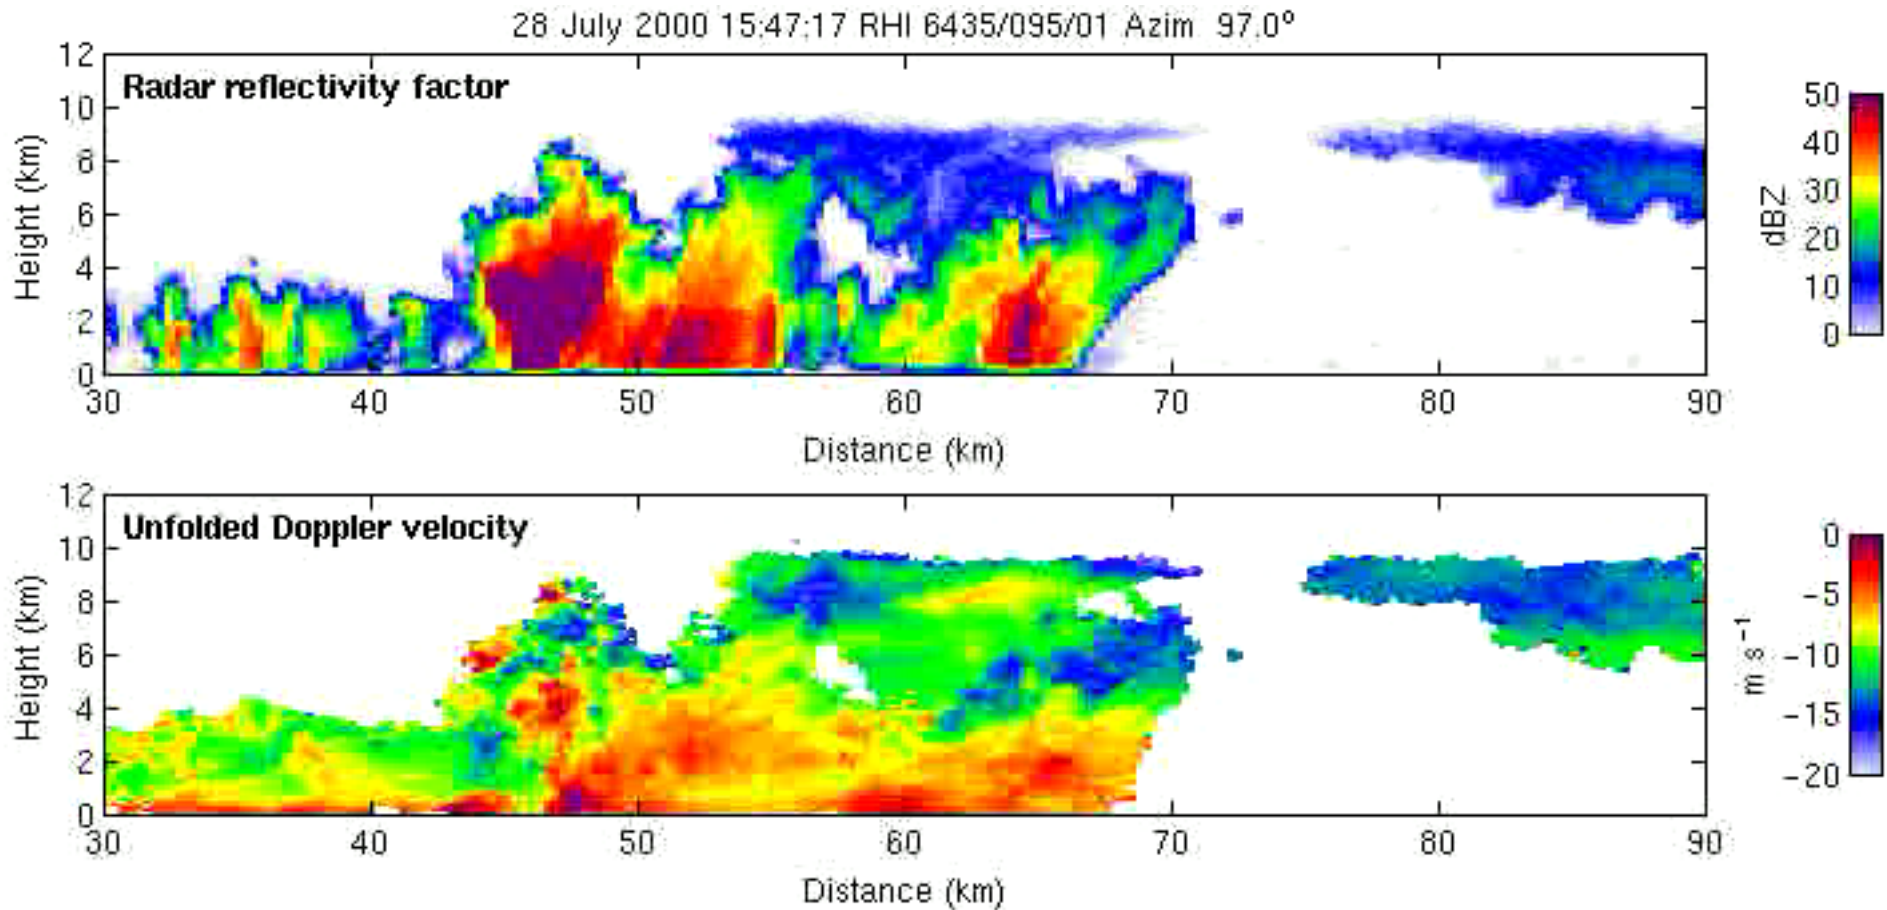 28 July 2000 15:47:17 RHI 6435/095/01 Azim 97.0º
Radar reflectivity factor
12
10
8
6
4
2
0
Height (km)
30 40 50 60 70 80 90
Distance (km)
50
40
30
20
10
0
dBZ
Unfolded Doppler velocity
12
10
8
6
4
2
0
Height (km)
30 40 50 60 70 80 90
Distance (km)
0
−5
−10
−15
−20
m s⁻¹